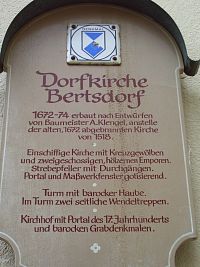 DENKMAL
Dorfkirche
Bertsdorf
1672-74 erbaut nach Entwürfen
von Baumeister A. Klengel, anstelle
der alten, 1672 abgebrannten Kirche
von 1518.
Einschiffige Kirche mit Kreuzgewölben
und zweigeschossigen, hölzernen Emporen.
Strebepfeiler mit Durchgängen.
Portal und Maßwerkfenster gotisierend.
Turm mit barocker Haube.
Im Turm zwei seitliche Wendeltreppen.
Kirchhof mit Portal des 17. Jahrhunderts
und barocken Grabdenkmalen.